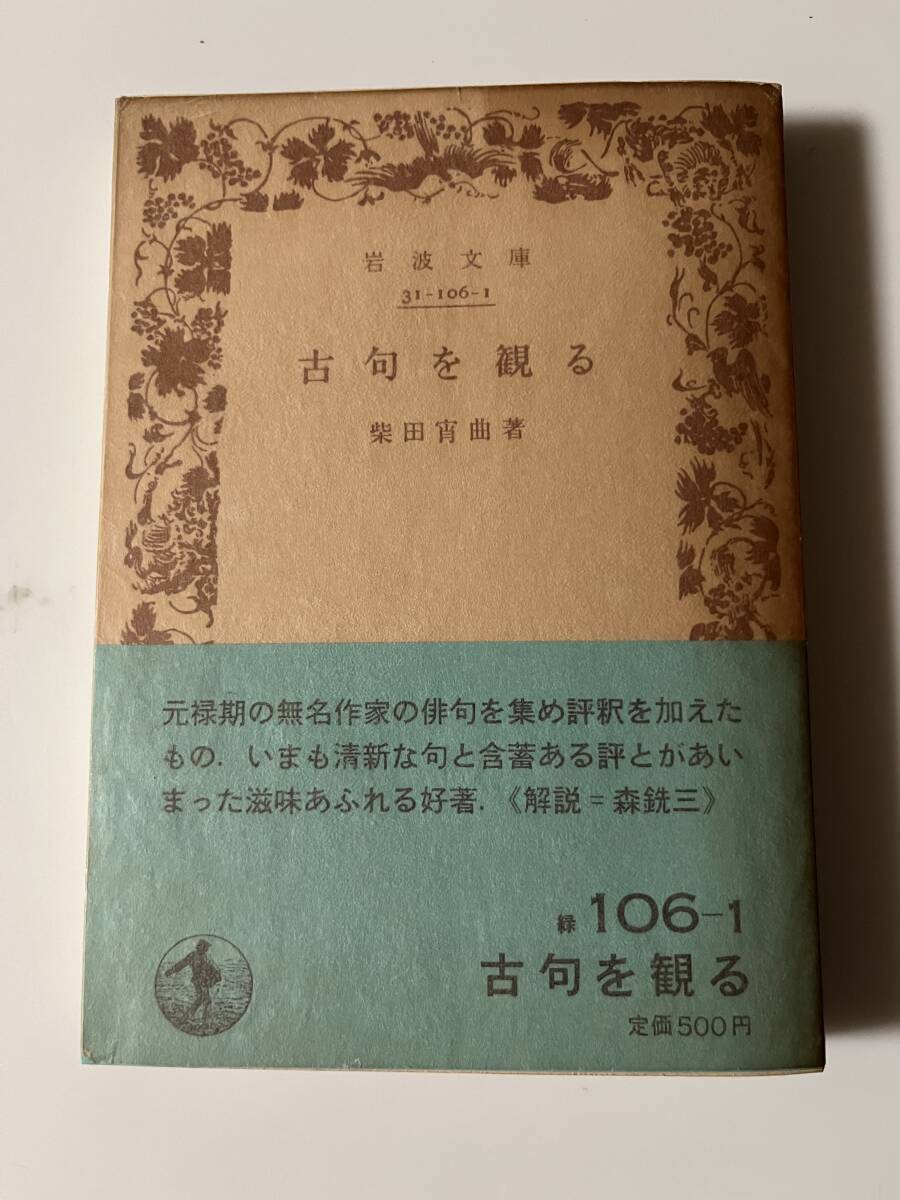 岩波文庫
31-106-1
古句を観る
柴田宵曲著
元禄期の無名作家の俳句を集め評釈を加えた
もの．いまも清新な句と含蓄ある評とがあい
まった滋味あふれる好著．《解説＝森銑三》
緑 106-1
古句を観る
定価500円